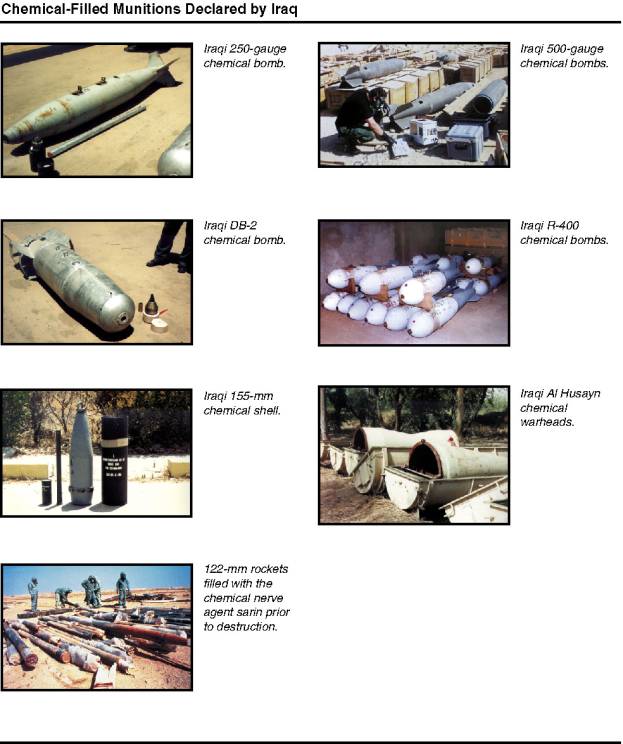 Chemical-Filled Munitions Declared by Iraq
Iraqi 250-gauge
chemical bomb.
Iraqi 500-gauge
chemical bombs.
Iraqi DB-2
chemical bomb.
Iraqi R-400
chemical bombs.
Iraqi 155-mm
chemical shell.
Iraqi Al Husayn
chemical
warheads.
122-mm rockets
filled with the
chemical nerve
agent sarin prior
to destruction.